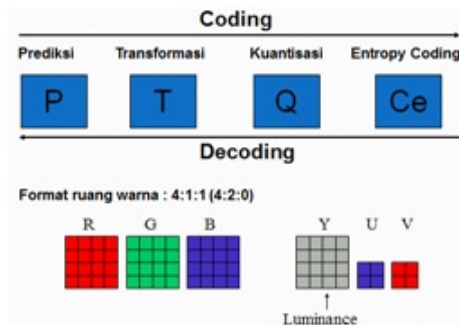 Coding
Prediksi Transformasi Kuantisasi Entropy Coding
P T Q Ce
Decoding
Format ruang warna : 4:1:1 (4:2:0)
R G B Y U V
Luminance